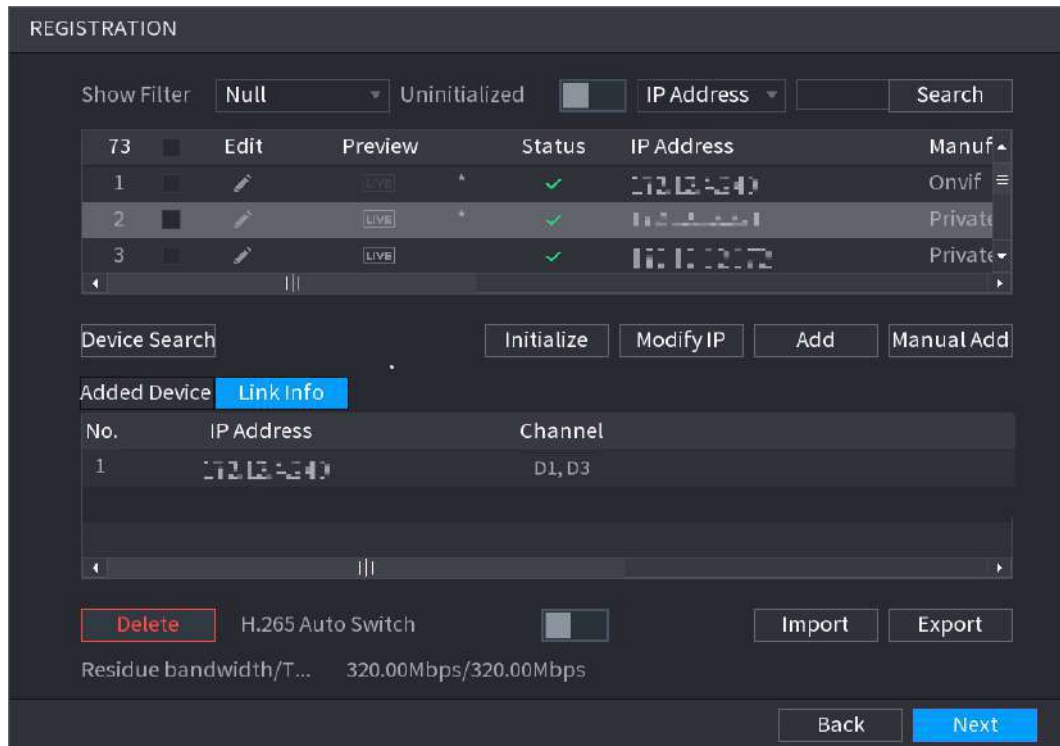 REGISTRATION
Show Filter Null Uninitialized IP Address Search
73 Edit Preview Status IP Address Manuf
1 LIVE * Onvif
2 LIVE * Private
3 LIVE Private
Device Search Initialize Modify IP Add Manual Add
Added Device Link Info
No. IP Address Channel
1 D1, D3
Delete H.265 Auto Switch Import Export
Residue bandwidth/T... 320.00Mbps/320.00Mbps
Back Next